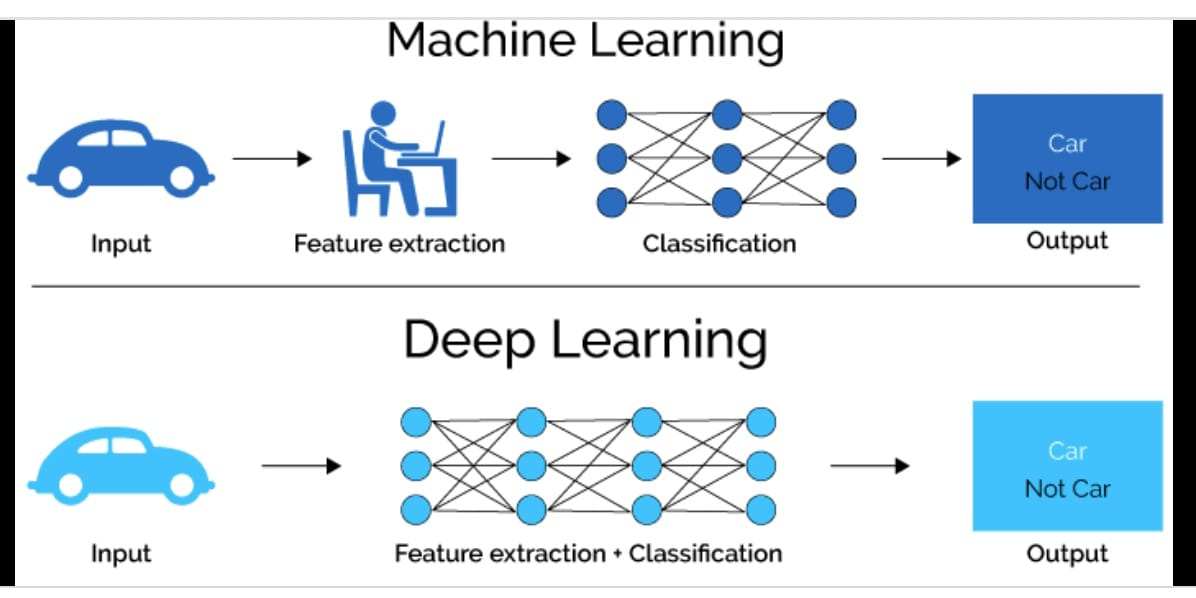 Machine Learning
Input
Feature extraction
Classification
Car
Not Car
Output
Deep Learning
Input
Feature extraction + Classification
Car
Not Car
Output